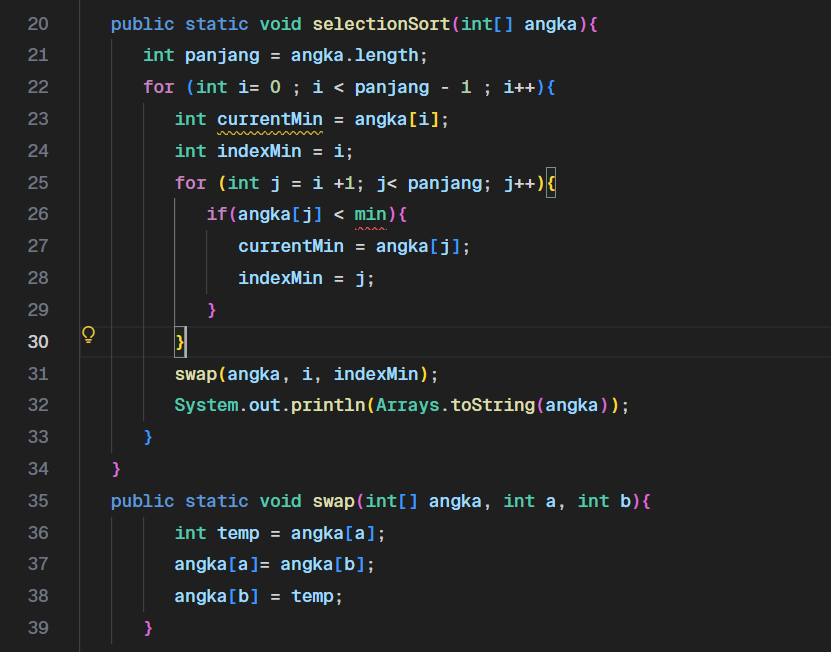 20 public static void selectionSort(int[] angka){
21 int panjang = angka.length;
22 for (int i= 0 ; i < panjang - 1 ; i++){
23 int currentMin = angka[i];
24 int indexMin = i;
25 for (int j = i +1; j< panjang; j++){
26 if(angka[j] < min){
27 currentMin = angka[j];
28 indexMin = j;
29 }
30 }
31 swap(angka, i, indexMin);
32 System.out.println(Arrays.toString(angka));
33 }
34 }
35 public static void swap(int[] angka, int a, int b){
36 int temp = angka[a];
37 angka[a]= angka[b];
38 angka[b] = temp;
39 }